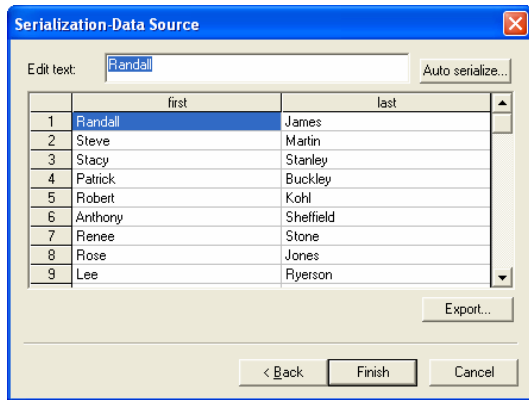 Serialization-Data Source
Edit text: Randall Auto serialize...
first last
1 Randall James
2 Steve Martin
3 Stacy Stanley
4 Patrick Buckley
5 Robert Kohl
6 Anthony Sheffield
7 Renee Stone
8 Rose Jones
9 Lee Ryerson
Export...
< Back Finish Cancel